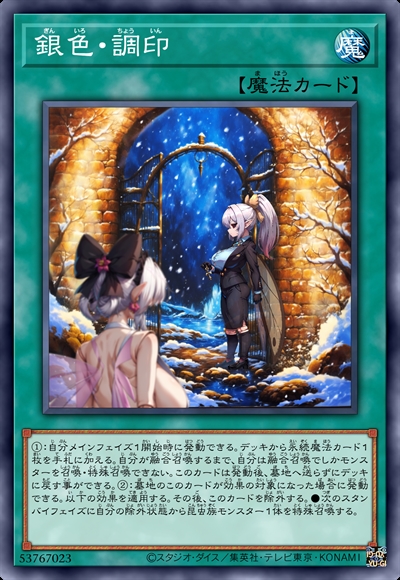 銀色・調印
魔
【魔法カード】
①:自分メインフェイズ1開始時に発動できる。デッキから永続魔法カード1
枚を手札に加える。自分が融合召喚するまで、自分は融合召喚でしかモンス
ターを召喚・特殊召喚できない。このカードは発動後、墓地へ送らずにデッキ
に戻す事ができる。②:墓地のこのカードが効果の対象になった場合に発動
できる。以下の効果を適用する。その後、このカードを除外する。●次のスタン
バイフェイズに自分の除外状態から昆虫族モンスター1体を特殊召喚する。
53767023
©スタジオ・ダイス/集英社・テレビ東京・KONAMI